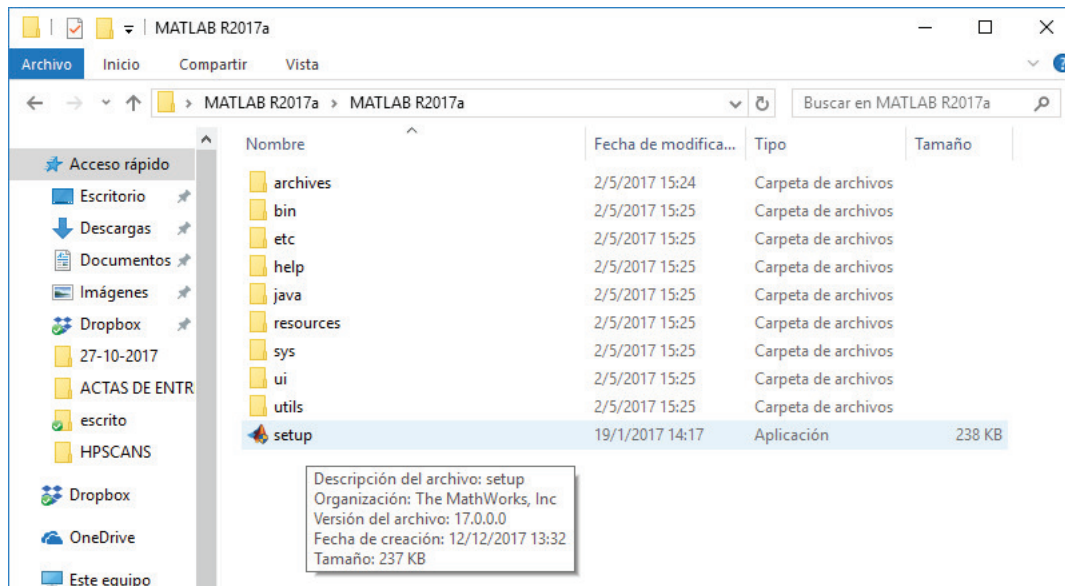 MATLAB R2017a
Archivo Inicio Compartir Vista
MATLAB R2017a > MATLAB R2017a Buscar en MATLAB R2017a
Nombre Fecha de modifica... Tipo Tamaño
Acceso rápido
Escritorio
Descargas
Documentos
Imágenes
Dropbox
27-10-2017
ACTAS DE ENTR
escrito
HPSCANS
Dropbox
OneDrive
Este equipo
archives 2/5/2017 15:24 Carpeta de archivos
bin 2/5/2017 15:25 Carpeta de archivos
etc 2/5/2017 15:25 Carpeta de archivos
help 2/5/2017 15:25 Carpeta de archivos
java 2/5/2017 15:25 Carpeta de archivos
resources 2/5/2017 15:25 Carpeta de archivos
sys 2/5/2017 15:25 Carpeta de archivos
ui 2/5/2017 15:25 Carpeta de archivos
utils 2/5/2017 15:25 Carpeta de archivos
setup 19/1/2017 14:17 Aplicación 238 KB
Descripción del archivo: setup
Organización: The MathWorks, Inc
Versión del archivo: 17.0.0.0
Fecha de creación: 12/12/2017 13:32
Tamaño: 237 KB